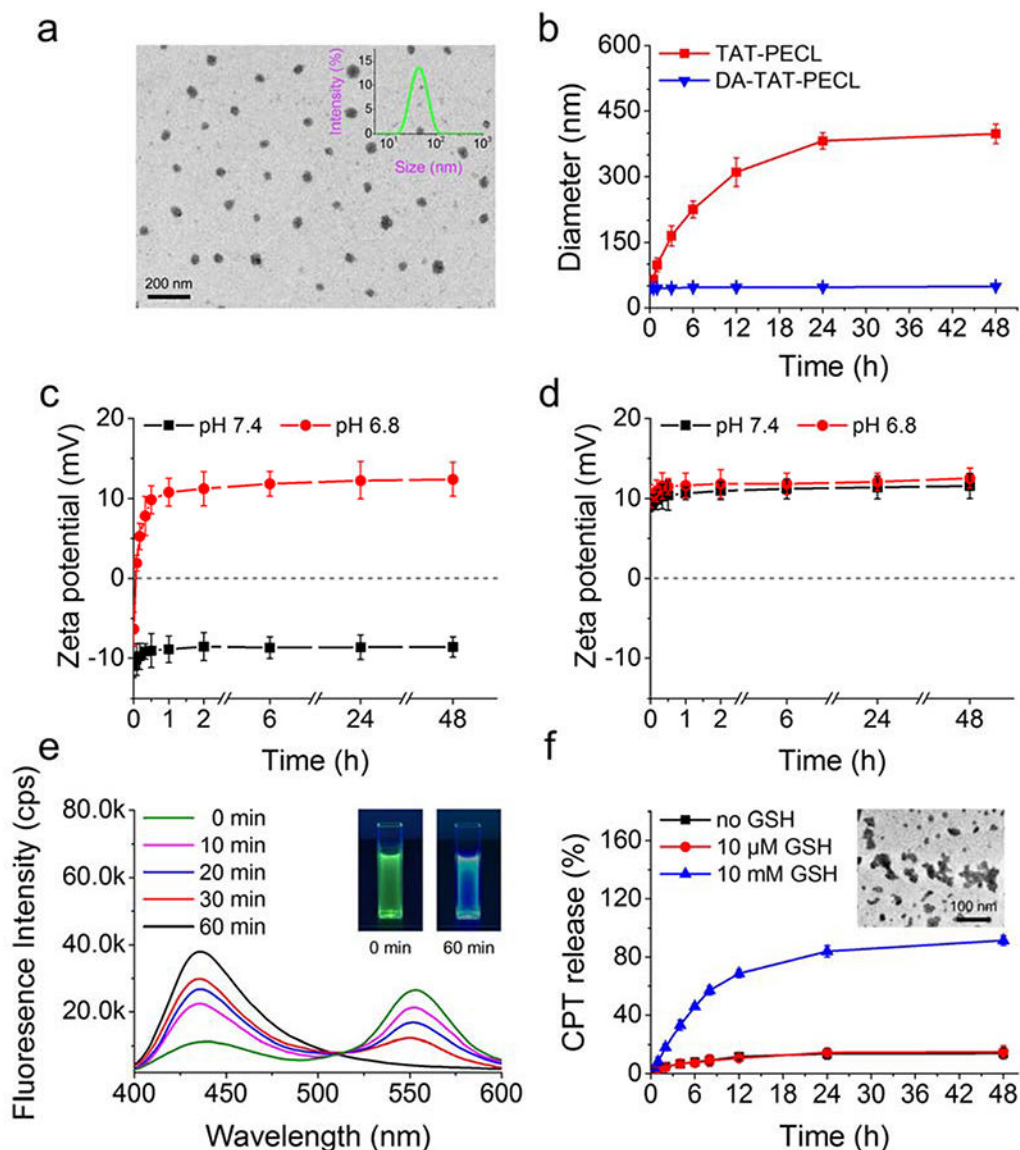 a
Intensity (%)
15
10
5
0
10¹ 10² 10³
Size (nm)
200 nm
b
Diameter (nm)
600
450
300
150
0
TAT-PECL
DA-TAT-PECL
0 6 12 18 24 30 36 42 48
Time (h)
c
Zeta potential (mV)
20
10
0
-10
pH 7.4 pH 6.8
0 1 2 6 24 48
Time (h)
d
Zeta potential (mV)
20
10
0
-10
pH 7.4 pH 6.8
0 1 2 6 24 48
Time (h)
e
Fluoresence Intensity (cps)
80.0k
60.0k
40.0k
20.0k
0 min
10 min
20 min
30 min
60 min
0 min 60 min
400 450 500 550 600
Wavelength (nm)
f
CPT release (%)
160
120
80
40
0
no GSH
10 µM GSH
10 mM GSH
100 nm
0 6 12 18 24 30 36 42 48
Time (h)